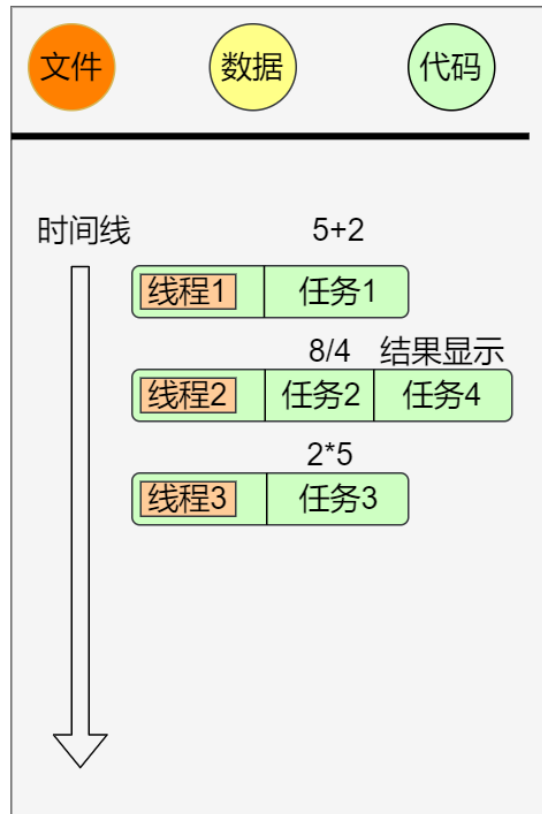 文件 数据 代码
时间线 5+2
线程1 任务1
8/4 结果显示
线程2 任务2 任务4
2*5
线程3 任务3